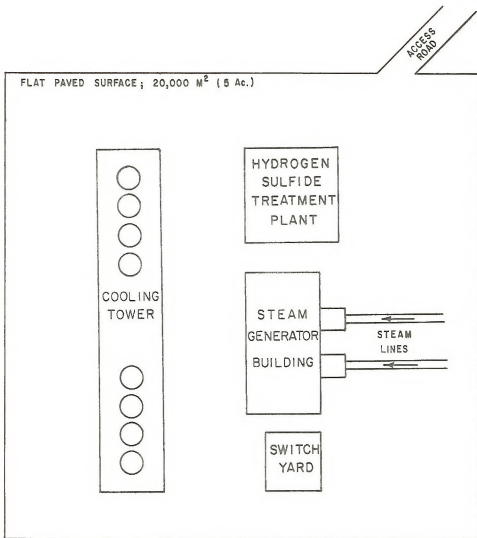 ACCESS
ROAD
FLAT PAVED SURFACE; 20,000 M² (5 Ac.)
HYDROGEN
SULFIDE
TREATMENT
PLANT
COOLING
TOWER
STEAM
GENERATOR
BUILDING
STEAM
LINES
SWITCH
YARD